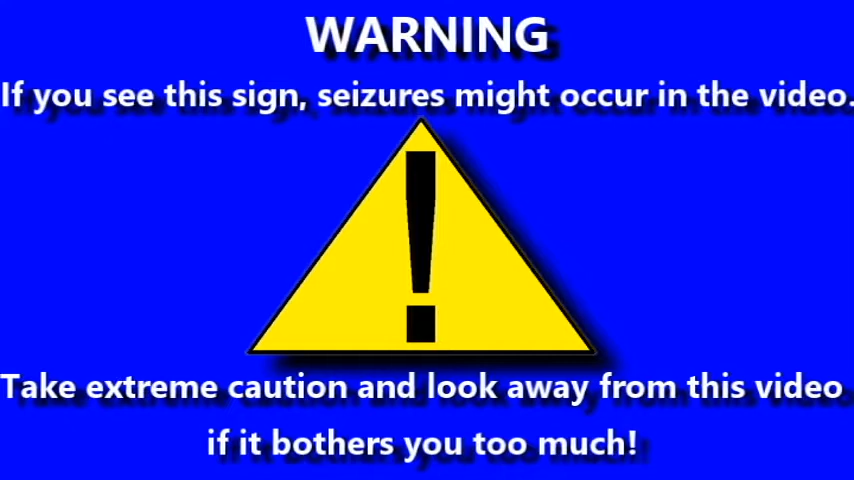 WARNING
If you see this sign, seizures might occur in the video.
!
Take extreme caution and look away from this video
if it bothers you too much!